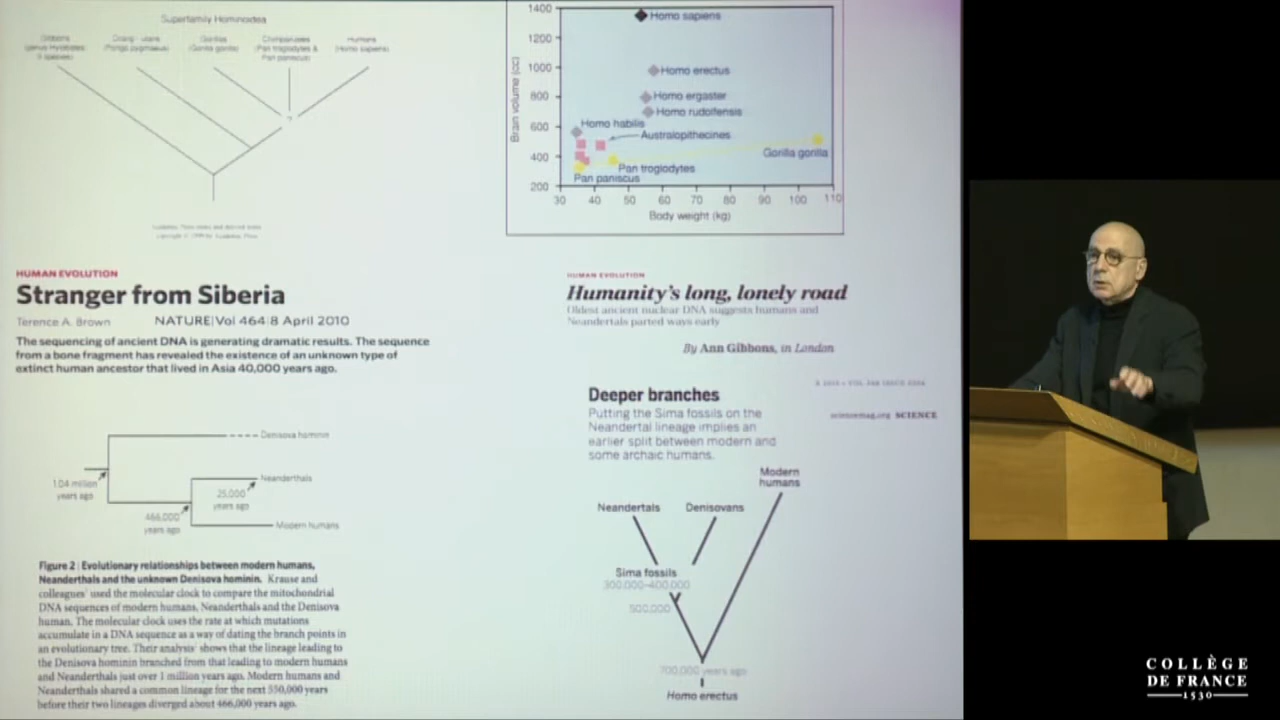 Superfamily Hominoidea
Gibbons
(genus Hylobates
Orang-utans
(Pongo pygmaeus)
Gorillas
(Gorilla gorilla)
Chimpanzees
(Pan troglodytes &
Pan paniscus)
Humans
(Homo sapiens)
?
1400
1200
1000
800
600
400
200
Brain volume (cc)
Homo sapiens
Homo erectus
Homo ergaster
Homo rudolfensis
Homo habilis
Australopithecines
Gorilla gorilla
Pan troglodytes
Pan paniscus
30 40 50 60 70 80 90 100 110
Body weight (kg)
HUMAN EVOLUTION
Stranger from Siberia
Terence A. Brown NATURE|Vol 464|8 April 2010
The sequencing of ancient DNA is generating dramatic results. The sequence
from a bone fragment has revealed the existence of an unknown type of
extinct human ancestor that lived in Asia 40,000 years ago.
Denisova hominin
Neanderthals
Modern humans
1.04 million
years ago
466,000
years ago
25,000
years ago
Figure 2 | Evolutionary relationships between modern humans,
Neanderthals and the unknown Denisova hominin. Krause and
colleagues' used the molecular clock to compare the mitochondrial
DNA sequences of modern humans, Neanderthals and the Denisova
human. The molecular clock uses the rate at which mutations
accumulate in a DNA sequence as a way of dating the branch points in
an evolutionary tree. Their analysis' shows that the lineage leading to
the Denisova hominin branched from that leading to modern humans
and Neanderthals just over 1 million years ago. Modern humans and
Neanderthals shared a common lineage for the next 550,000 years
before their two lineages diverged about 466,000 years ago.
HUMAN EVOLUTION
Humanity's long, lonely road
Oldest ancient nuclear DNA suggests humans and
Neandertals parted ways early
By Ann Gibbons, in London
sciencemag.org SCIENCE
Deeper branches
Putting the Sima fossils on the
Neandertal lineage implies an
earlier split between modern and
some archaic humans.
Modern
humans
Neandertals
Denisovans
Sima fossils
300,000-400,000
500,000
700,000 years ago
Homo erectus
COLLÈGE
DE FRANCE
1530